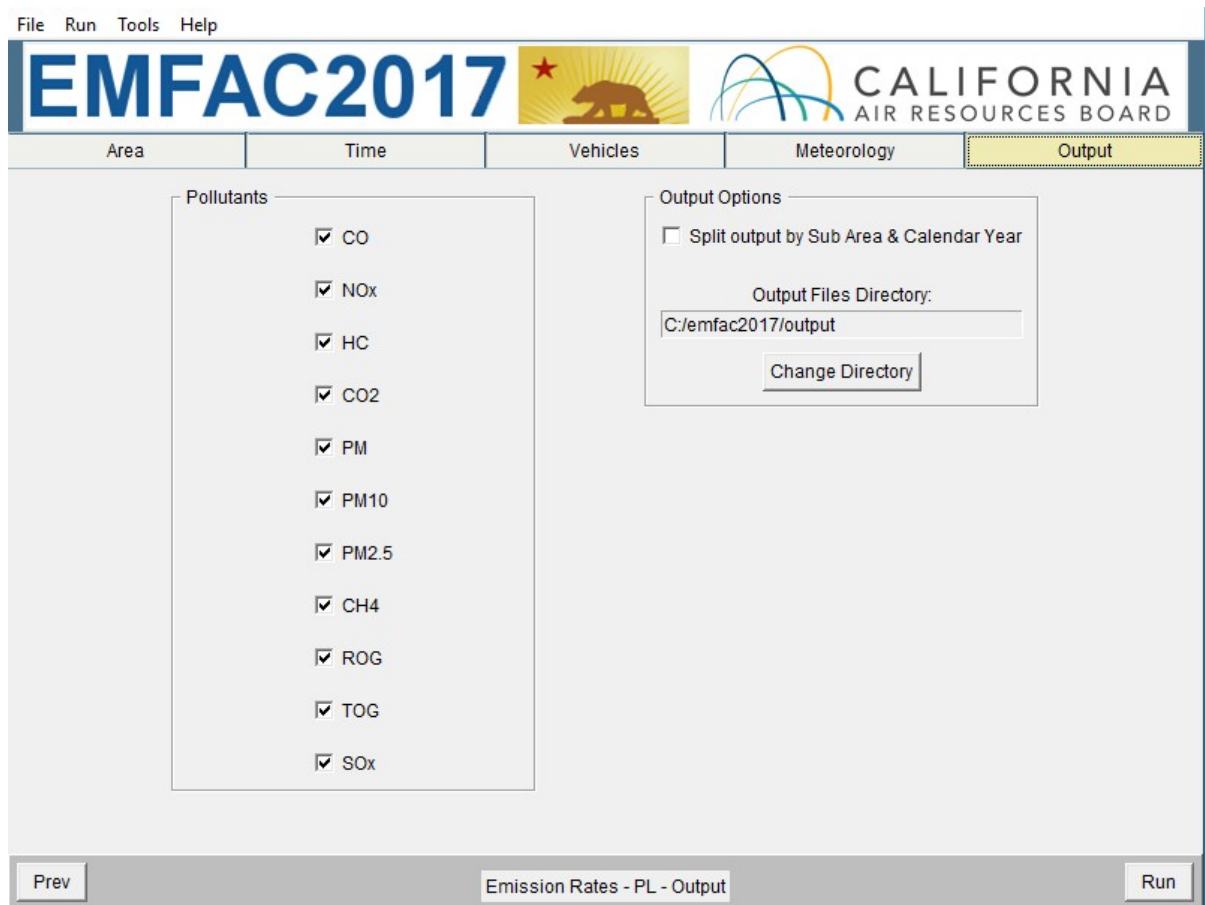 File Run Tools Help
EMFAC2017
CALIFORNIA
AIR RESOURCES BOARD
Area Time Vehicles Meteorology Output
Pollutants
CO
NOx
HC
CO2
PM
PM10
PM2.5
CH4
ROG
TOG
SOx
Output Options
Split output by Sub Area & Calendar Year
Output Files Directory:
C:/emfac2017/output
Change Directory
Prev
Emission Rates - PL - Output
Run